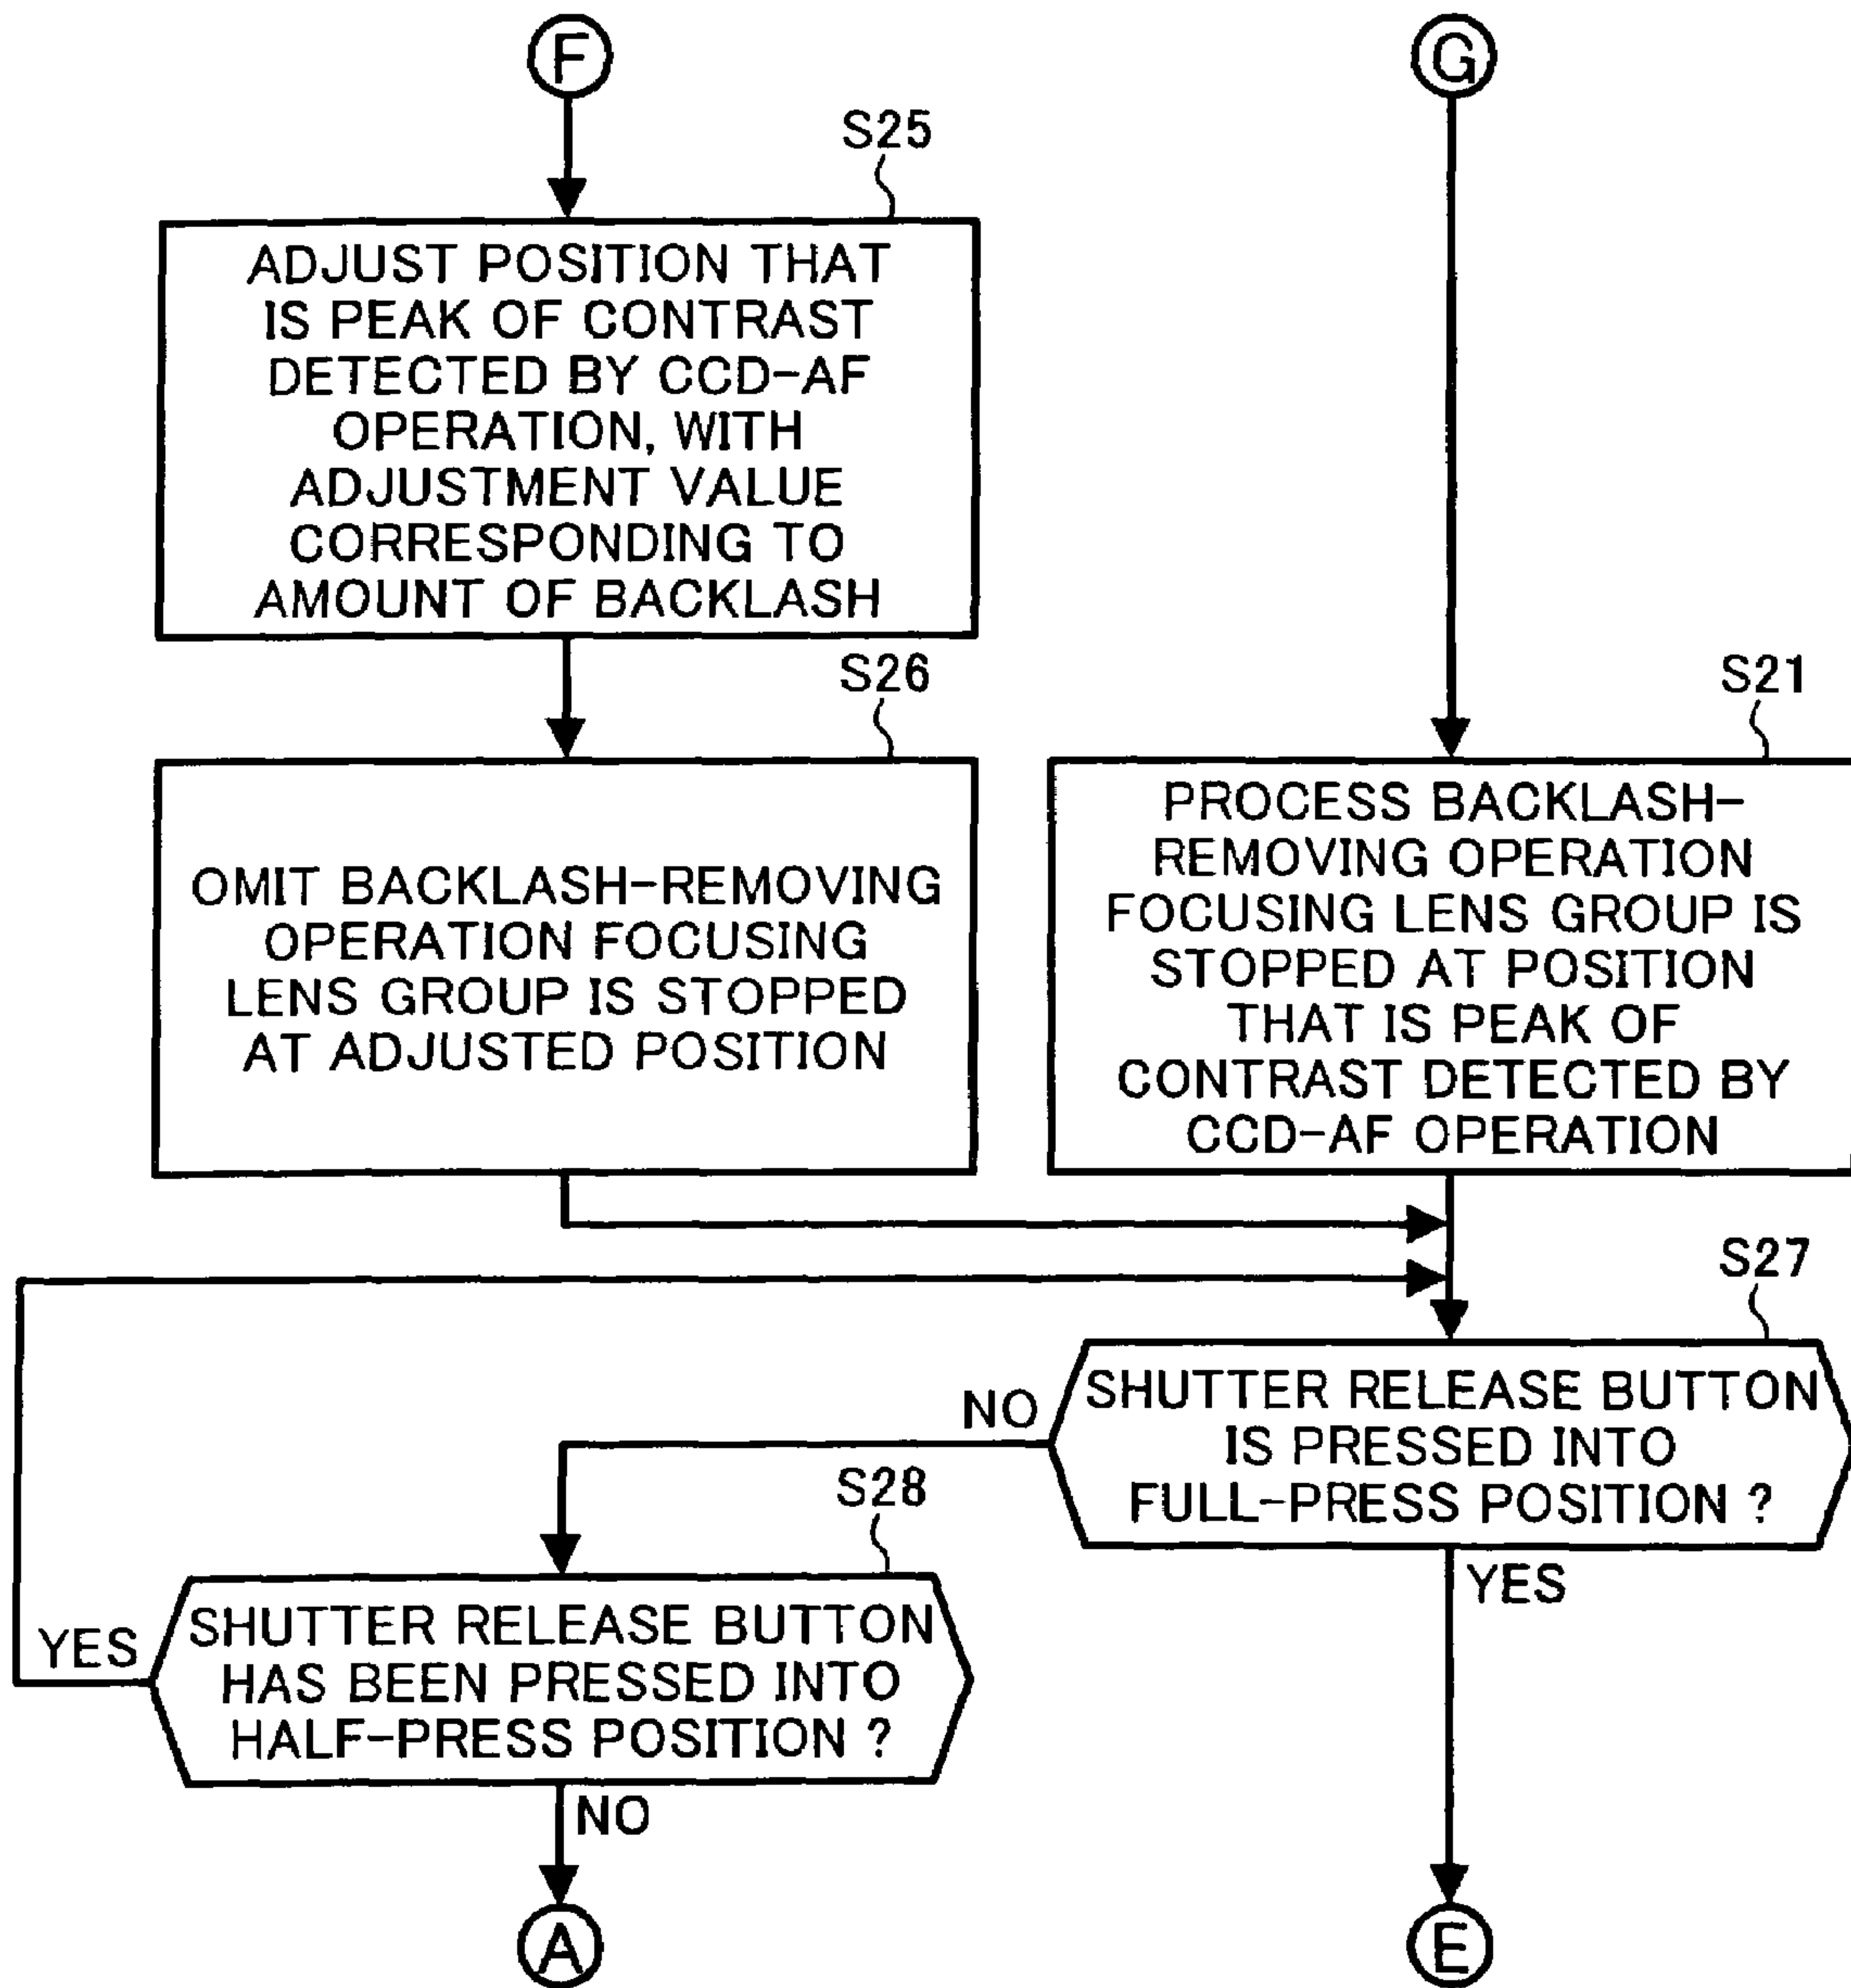 F
G
S25
ADJUST POSITION THAT
IS PEAK OF CONTRAST
DETECTED BY CCD-AF
OPERATION, WITH
ADJUSTMENT VALUE
CORRESPONDING TO
AMOUNT OF BACKLASH
S26
OMIT BACKLASH-REMOVING
OPERATION FOCUSING
LENS GROUP IS STOPPED
AT ADJUSTED POSITION
S21
PROCESS BACKLASH-
REMOVING OPERATION
FOCUSING LENS GROUP IS
STOPPED AT POSITION
THAT IS PEAK OF
CONTRAST DETECTED BY
CCD-AF OPERATION
S27
SHUTTER RELEASE BUTTON
IS PRESSED INTO
FULL-PRESS POSITION ?
NO
YES
S28
SHUTTER RELEASE BUTTON
HAS BEEN PRESSED INTO
HALF-PRESS POSITION ?
YES
NO
A
E